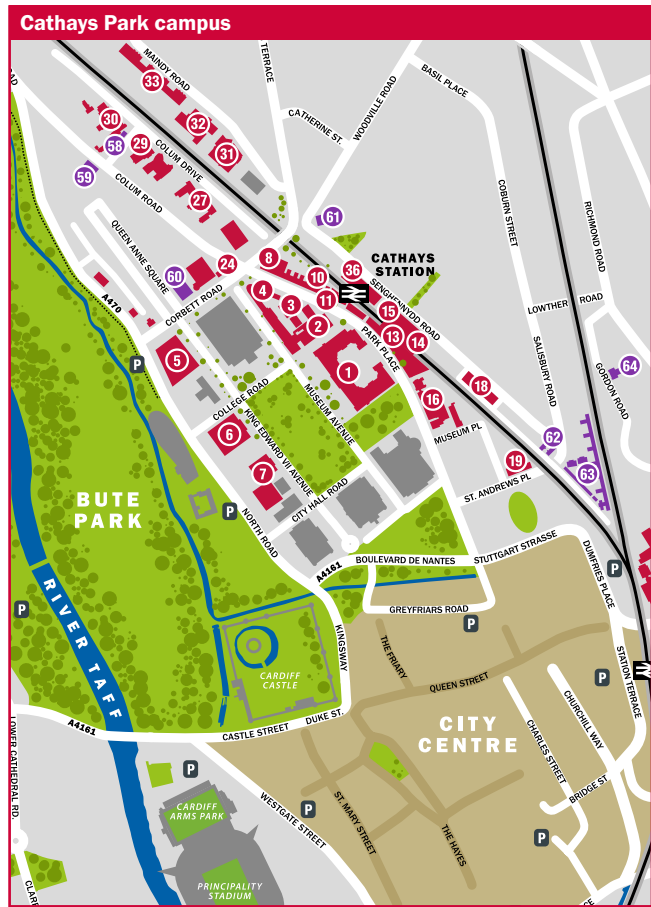 Cathays Park campus
MAINDY ROAD
TERRACE
33
BASIL PLACE
WOODVILLE ROAD
CATHERINE ST.
30
32
58
29
31
COLUM DRIVE
59
COLUM ROAD
27
COBURN STREET
RICHMOND ROAD
61
QUEEN ANNE SQUARE
CATHAYS
STATION
8
24
36
60
10
4
3
11
SENGHENNYDD ROAD
A470
CORBETT ROAD
LOWTHER ROAD
15
2
13
14
PARK PLACE
5
1
P
SALISBURY ROAD
GORDON ROAD
64
COLLEGE ROAD
MUSEUM AVENUE
18
16
KING EDWARD VII AVENUE
6
MUSEUM PL
62
7
19
63
BUTE
PARK
ST. ANDREWS PL
CITY HALL ROAD
P
NORTH ROAD
STUTTGART STRASSE
BOULEVARD DE NANTES
A4161
DUMFRIES PLACE
P
RIVER TAFF
P
GREYFRIARS ROAD
P
KINGSWAY
THE FRIARY
CARDIFF
CASTLE
QUEEN STREET
P
STATION TERRACE
DUKE ST.
CASTLE STREET
A4161
LOWER CATHEDRAL RD.
CITY
CENTRE
CHARLES STREET
CHURCHILL WAY
P
BRIDGE ST
CARDIFF
ARMS PARK
WESTGATE STREET
P
ST. MARY STREET
THE HAYES
P
PRINCIPALITY
STADIUM